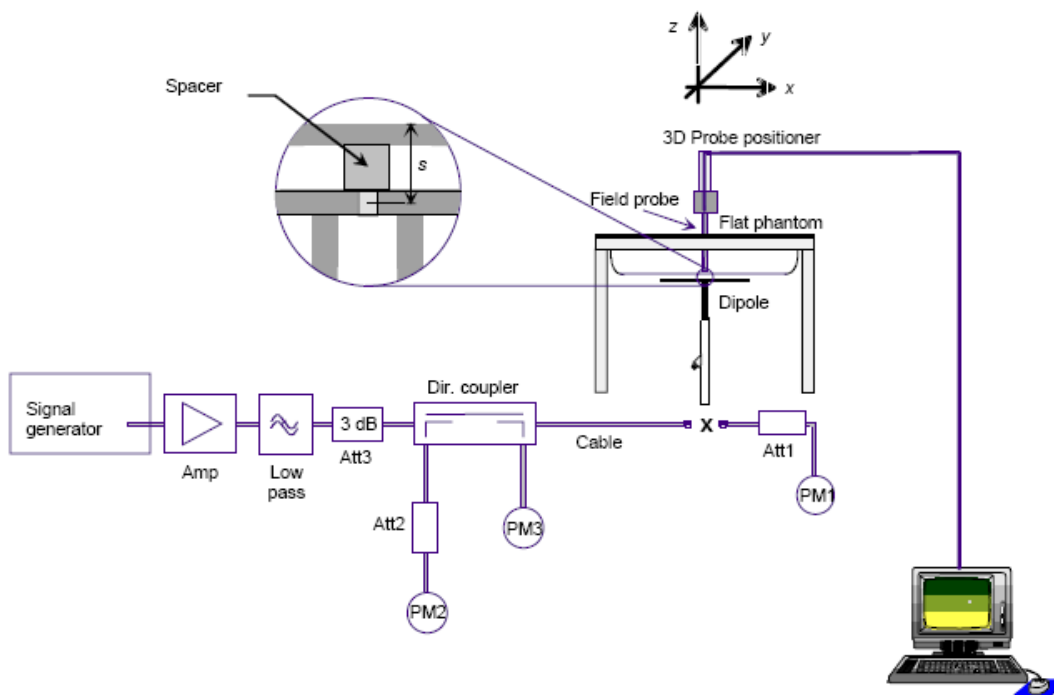 z
y
x
Spacer
s
3D Probe positioner
Field probe
Flat phantom
Dipole
Signal
generator
Amp
Low
pass
3 dB
Att3
Dir. coupler
Cable
X
Att1
PM1
Att2
PM3
PM2